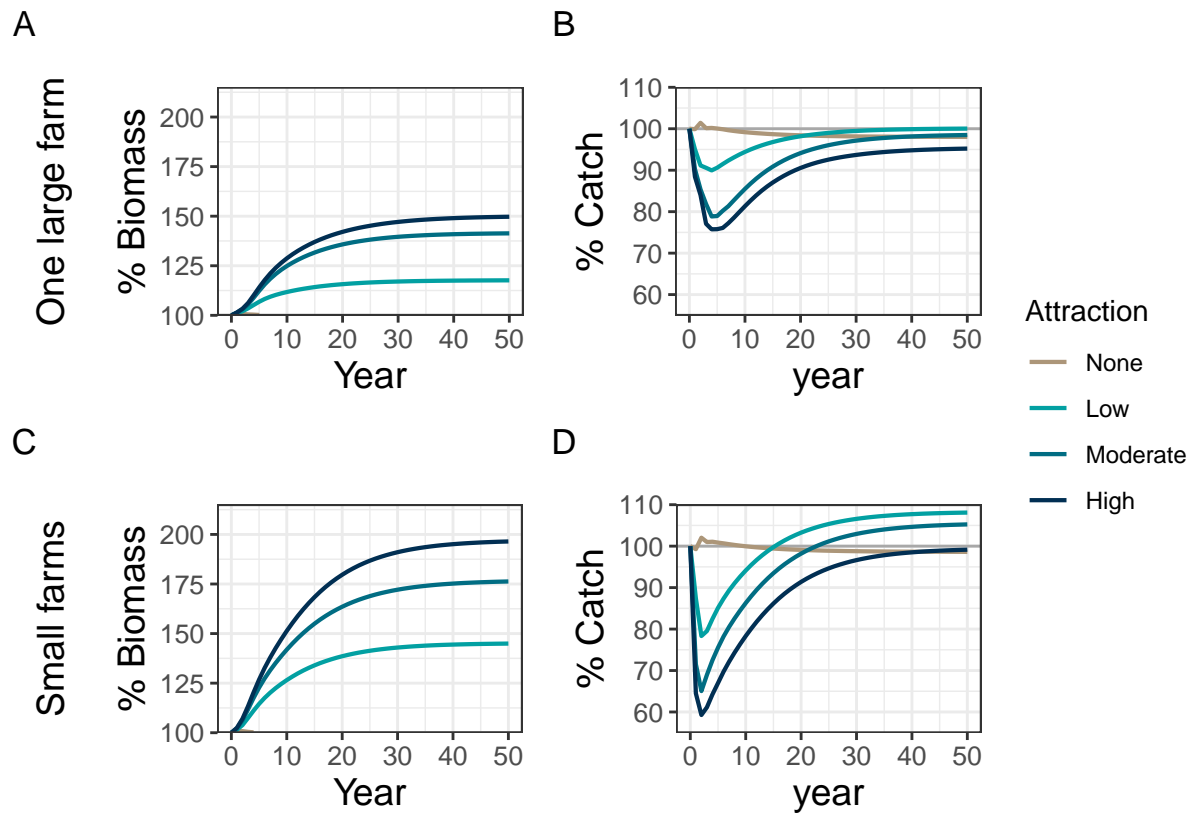 A
One large farm
% Biomass
200
175
150
125
100
0 10 20 30 40 50
Year
B
% Catch
110
100
90
80
70
60
0 10 20 30 40 50
year
Attraction
None
Low
Moderate
High
C
Small farms
% Biomass
200
175
150
125
100
0 10 20 30 40 50
Year
D
% Catch
110
100
90
80
70
60
0 10 20 30 40 50
year